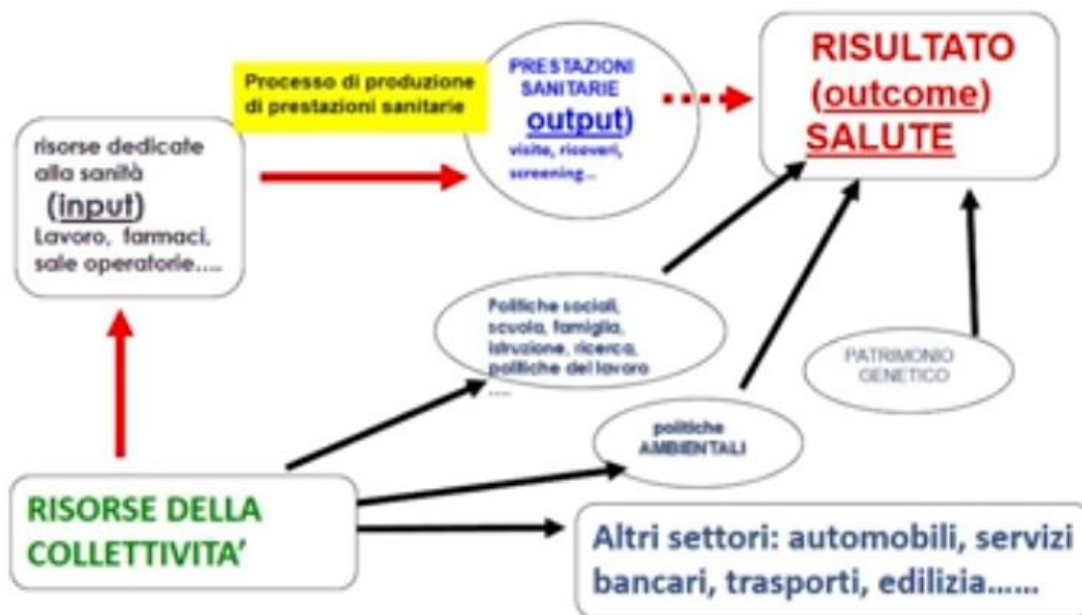 Processo di produzione
di prestazioni sanitarie
PRESTAZIONI
SANITARIE
output)
visite, ricoveri,
screening...
RISULTATO
(outcome)
SALUTE
risorse dedicate
alla sanità
(input)
Lavoro, farmaci,
sale operatorie....
Politiche sociali,
scuola, famiglia,
istruzione, ricerca,
politiche del lavoro
....
PATRIMONIO
GENETICO
politiche
AMBIENTALI
RISORSE DELLA
COLLETTIVITA’
Altri settori: automobili, servizi
bancari, trasporti, edilizia……